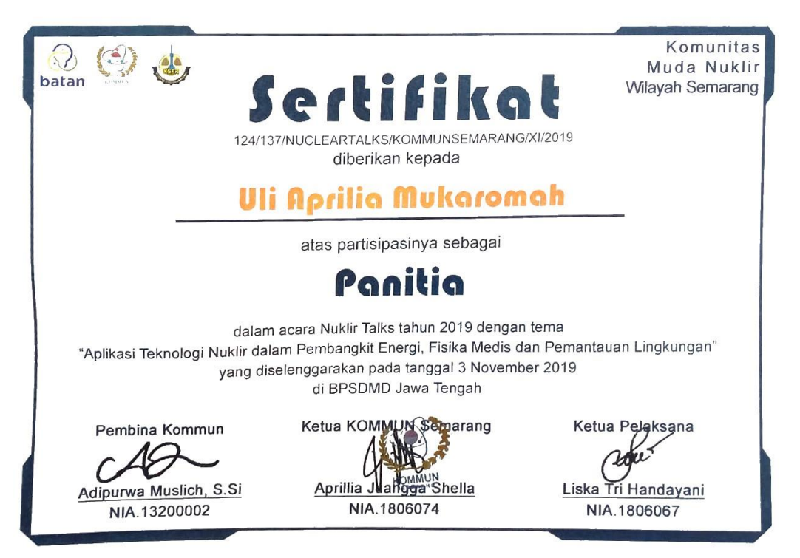 batan
KOMMUN
Komunitas
Muda Nuklir
Wilayah Semarang
Sertifikat
124/137/NUCLEARTALKS/KOMMUNSEMARANG/XI/2019
diberikan kepada
Uli Aprilia Mukaromah
atas partisipasinya sebagai
Panitia
dalam acara Nuklir Talks tahun 2019 dengan tema
"Aplikasi Teknologi Nuklir dalam Pembangkit Energi, Fisika Medis dan Pemantauan Lingkungan"
yang diselenggarakan pada tanggal 3 November 2019
di BPSDMD Jawa Tengah
Pembina Kommun
Adipurwa Muslich, S.Si
NIA.13200002
Ketua KOMMUN Semarang
KOMMUN
Aprillia Juangga Shella
NIA.1806074
Ketua Pelaksana
Liska Tri Handayani
NIA.1806067